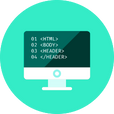 01 <HTML>
02 <BODY>
03 <HEADER>
04 </HEADER>